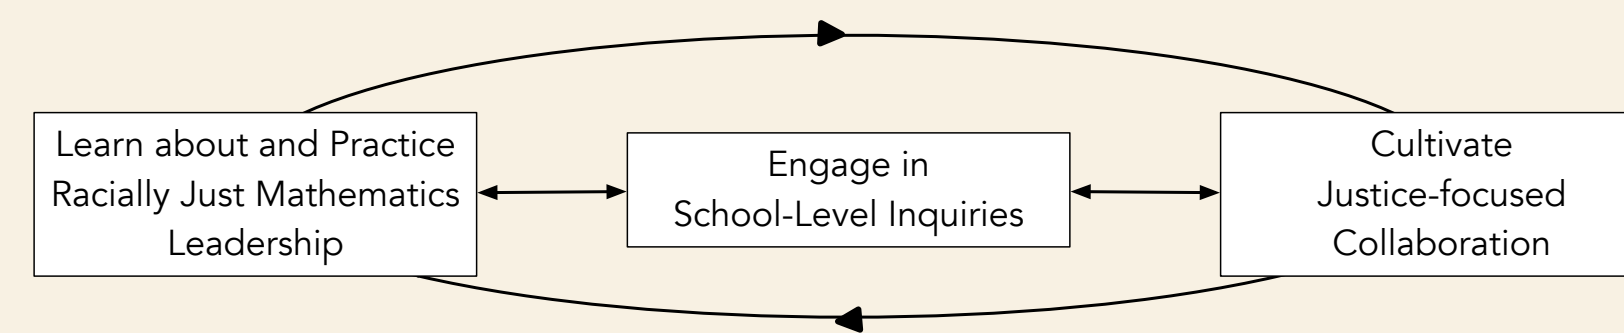 Learn about and Practice
Racially Just Mathematics
Leadership
Engage in
School-Level Inquiries
Cultivate
Justice-focused
Collaboration